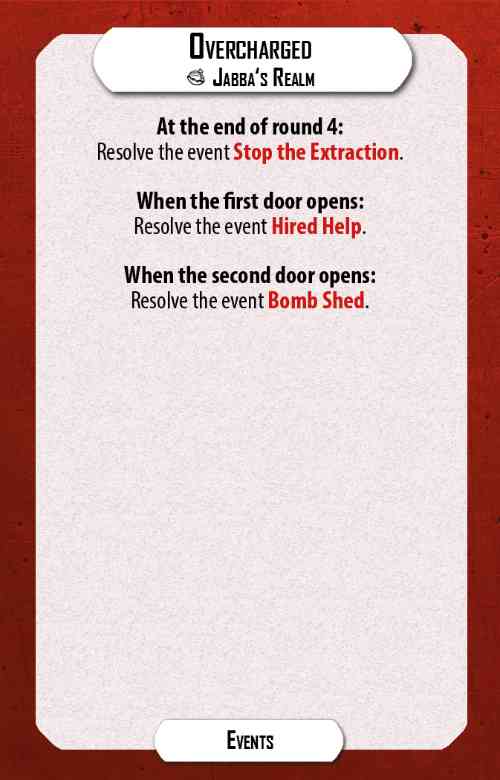 Overcharged
Jabba's Realm
At the end of round 4:
Resolve the event Stop the Extraction.
When the first door opens:
Resolve the event Hired Help.
When the second door opens:
Resolve the event Bomb Shed.
Events